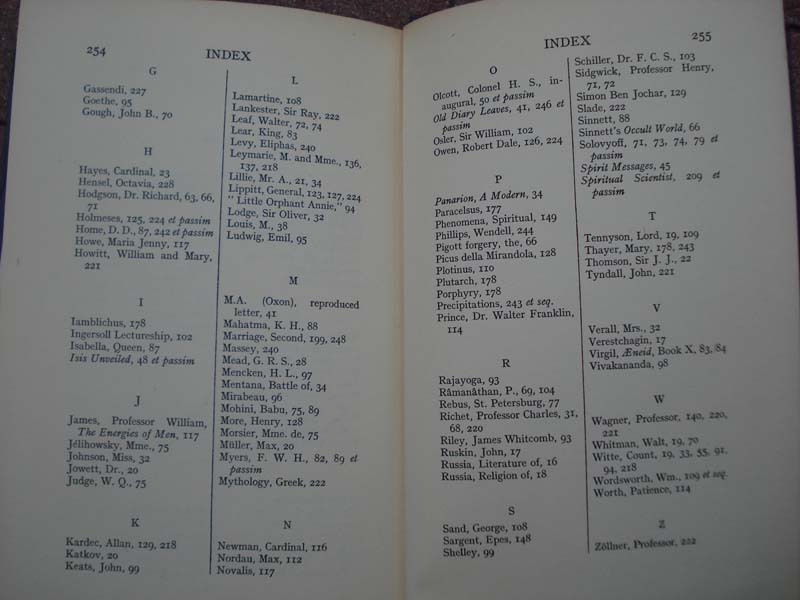 254
INDEX
G
Gassendi, 227
Goethe, 95
Gough, John B., 70
H
Hayes, Cardinal, 23
Hensel, Octavia, 228
Hodgson, Dr. Richard, 63, 66,
71
Holmeses, 125, 224 et passim
Home, D. D., 87, 242 et passim
Howe, Maria Jenny, 117
Howitt, William and Mary,
221
I
Iamblichus, 178
Ingersoll Lectureship, 102
Isabella, Queen, 87
Isis Unveiled, 48 et passim
J
James, Professor William,
The Energies of Men, 117
Jélihowsky, Mme., 75
Johnson, Miss, 32
Jowett, Dr., 20
Judge, W. Q., 75
K
Kardec, Allan, 129, 218
Katkov, 20
Keats, John, 99
L
Lamartine, 108
Lankester, Sir Ray, 222
Leaf, Walter, 72, 74
Lear, King, 83
Levy, Eliphas, 240
Leymarie, M. and Mme., 136,
137, 218
Lillie, Mr. A., 21, 34
Lippitt, General, 123, 127, 224
"Little Orphant Annie," 94
Lodge, Sir Oliver, 32
Louis, M., 38
Ludwig, Emil, 95
M
M.A. (Oxon), reproduced
letter, 41
Mahatma, K. H., 88
Marriage, Second, 199, 248
Massey, 240
Mead, G. R. S., 28
Mencken, H. L., 97
Mentana, Battle of, 34
Mirabeau, 96
Mohini, Babu, 75, 89
More, Henry, 128
Morsier, Mme. de, 75
Müller, Max, 20
Myers, F. W. H., 82, 89 et
passim
Mythology, Greek, 222
N
Newman, Cardinal, 116
Nordau, Max, 112
Novalis, 117
INDEX
255
O
Olcott, Colonel H. S., in-
augural, 50 et passim
Old Diary Leaves, 41, 246 et
passim
Osler, Sir William, 102
Owen, Robert Dale, 126, 224
P
Panarion, A Modern, 34
Paracelsus, 177
Phenomena, Spiritual, 149
Phillips, Wendell, 244
Pigott forgery, the, 66
Picus della Mirandola, 128
Plotinus, 110
Plutarch, 178
Porphyry, 178
Precipitations, 243 et seq.
Prince, Dr. Walter Franklin,
114
R
Rajayoga, 93
Râmanâthan, P., 69, 104
Rebus, St. Petersburg, 77
Richet, Professor Charles, 31,
68, 220
Riley, James Whitcomb, 93
Ruskin, John, 17
Russia, Literature of, 16
Russia, Religion of, 18
S
Sand, George, 108
Sargent, Epes, 148
Shelley, 99
Schiller, Dr. F. C. S., 103
Sidgwick, Professor Henry,
71, 72
Simon Ben Jochar, 129
Slade, 222
Sinnett, 88
Sinnett's Occult World, 66
Solovyoff, 71, 73, 74, 79 et
passim
Spirit Messages, 45
Spiritual Scientist, 209 et
passim
T
Tennyson, Lord, 19, 109
Thayer, Mary, 178, 243
Thomson, Sir J. J., 22
Tyndall, John, 221
V
Verall, Mrs., 32
Verestchagin, 17
Virgil, Æneid, Book X, 83, 84
Vivakananda, 98
W
Wagner, Professor, 140, 220,
221
Whitman, Walt, 19, 70
Witte, Count, 19, 33, 55, 91,
94, 218
Wordsworth, Wm., 109 et seq.
Worth, Patience, 114
Z
Zöllner, Professor, 222